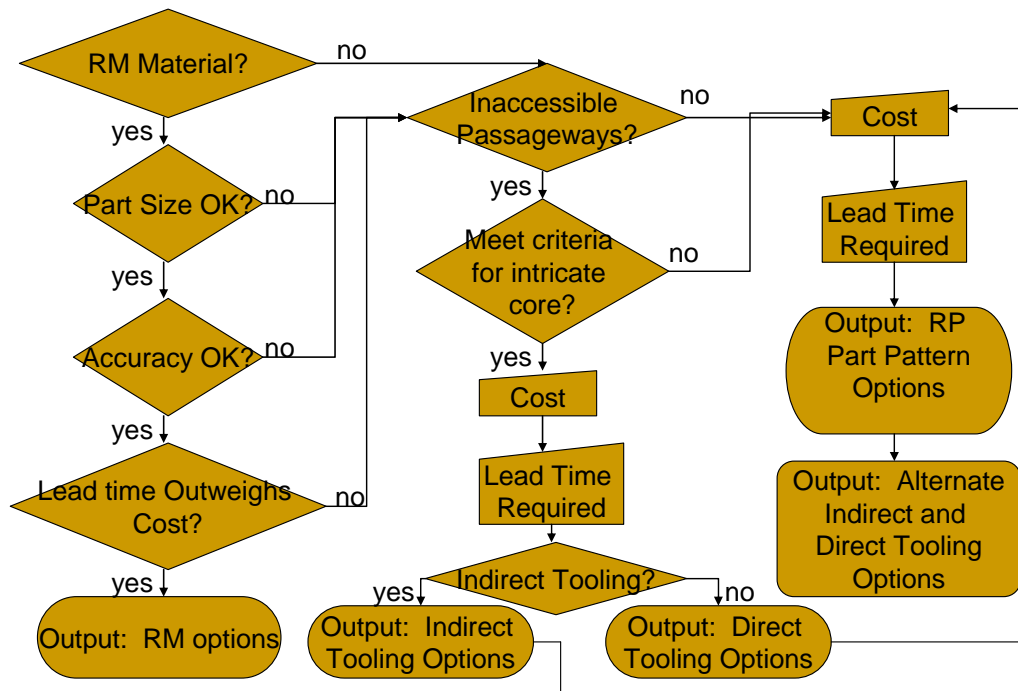 RM Material?
no
yes
Part Size OK?
no
yes
Accuracy OK?
no
yes
Lead time Outweighs
Cost?
no
yes
Output:  RM options
Inaccessible
Passageways?
no
yes
Meet criteria
for intricate
core?
no
yes
Cost
Lead Time
Required
Indirect Tooling?
yes
no
Output:  Indirect
Tooling Options
Output:  Direct
Tooling Options
Cost
Lead Time
Required
Output:  RP
Part Pattern
Options
Output:  Alternate
Indirect and
Direct Tooling
Options